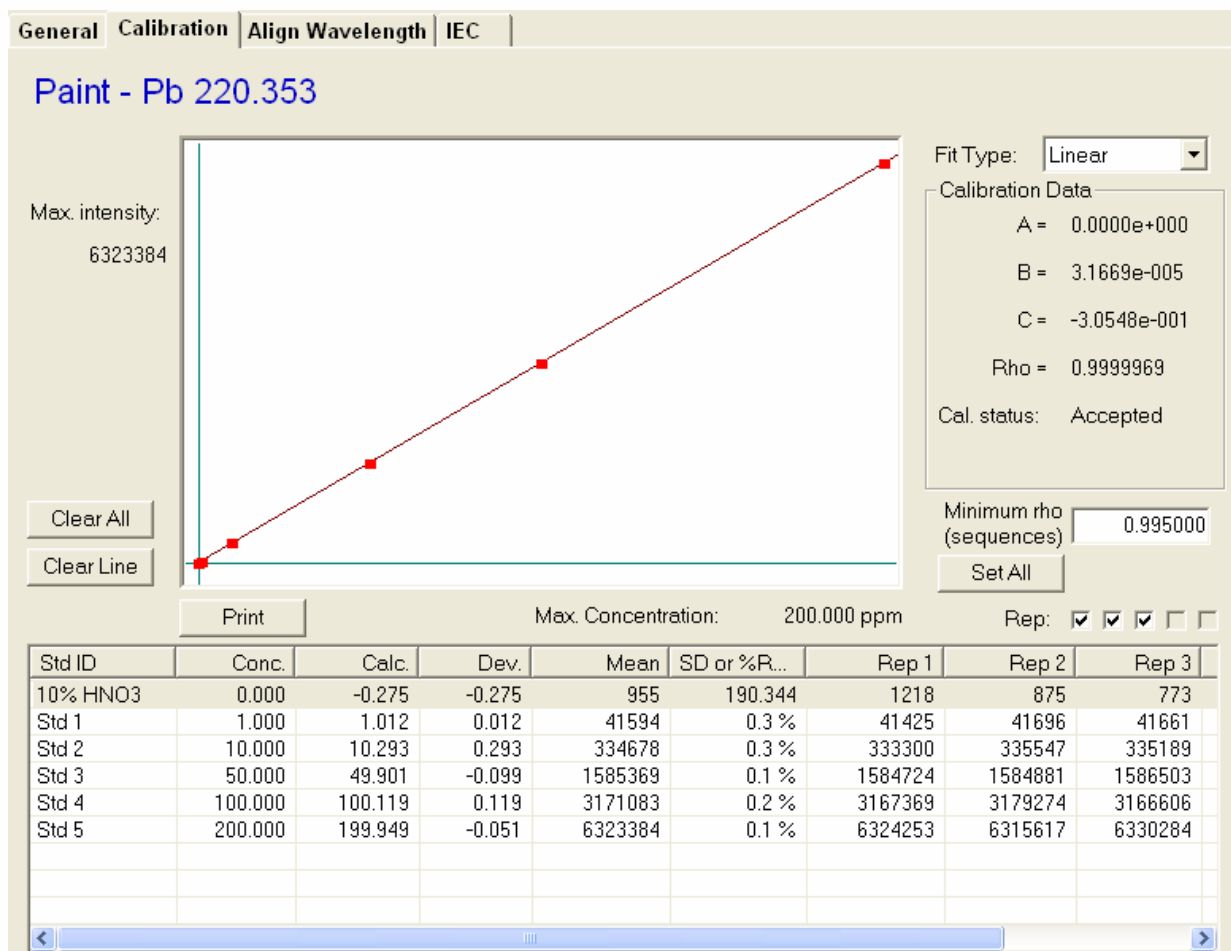 General Calibration Align Wavelength IEC
Paint - Pb 220.353
Max. intensity:
6323384
Fit Type: Linear
Calibration Data
A = 0.0000e+000
B = 3.1669e-005
C = -3.0548e-001
Rho = 0.9999969
Cal. status: Accepted
Clear All
Clear Line
Minimum rho
(sequences) 0.995000
Set All
Print Max. Concentration: 200.000 ppm Rep:
Std ID Conc. Calc. Dev. Mean SD or %R... Rep 1 Rep 2 Rep 3
10% HNO3 0.000 -0.275 -0.275 955 190.344 1218 875 773
Std 1 1.000 1.012 0.012 41594 0.3 % 41425 41696 41661
Std 2 10.000 10.293 0.293 334678 0.3 % 333300 335547 335189
Std 3 50.000 49.901 -0.099 1585369 0.1 % 1584724 1584881 1586503
Std 4 100.000 100.119 0.119 3171083 0.2 % 3167369 3179274 3166606
Std 5 200.000 199.949 -0.051 6323384 0.1 % 6324253 6315617 6330284